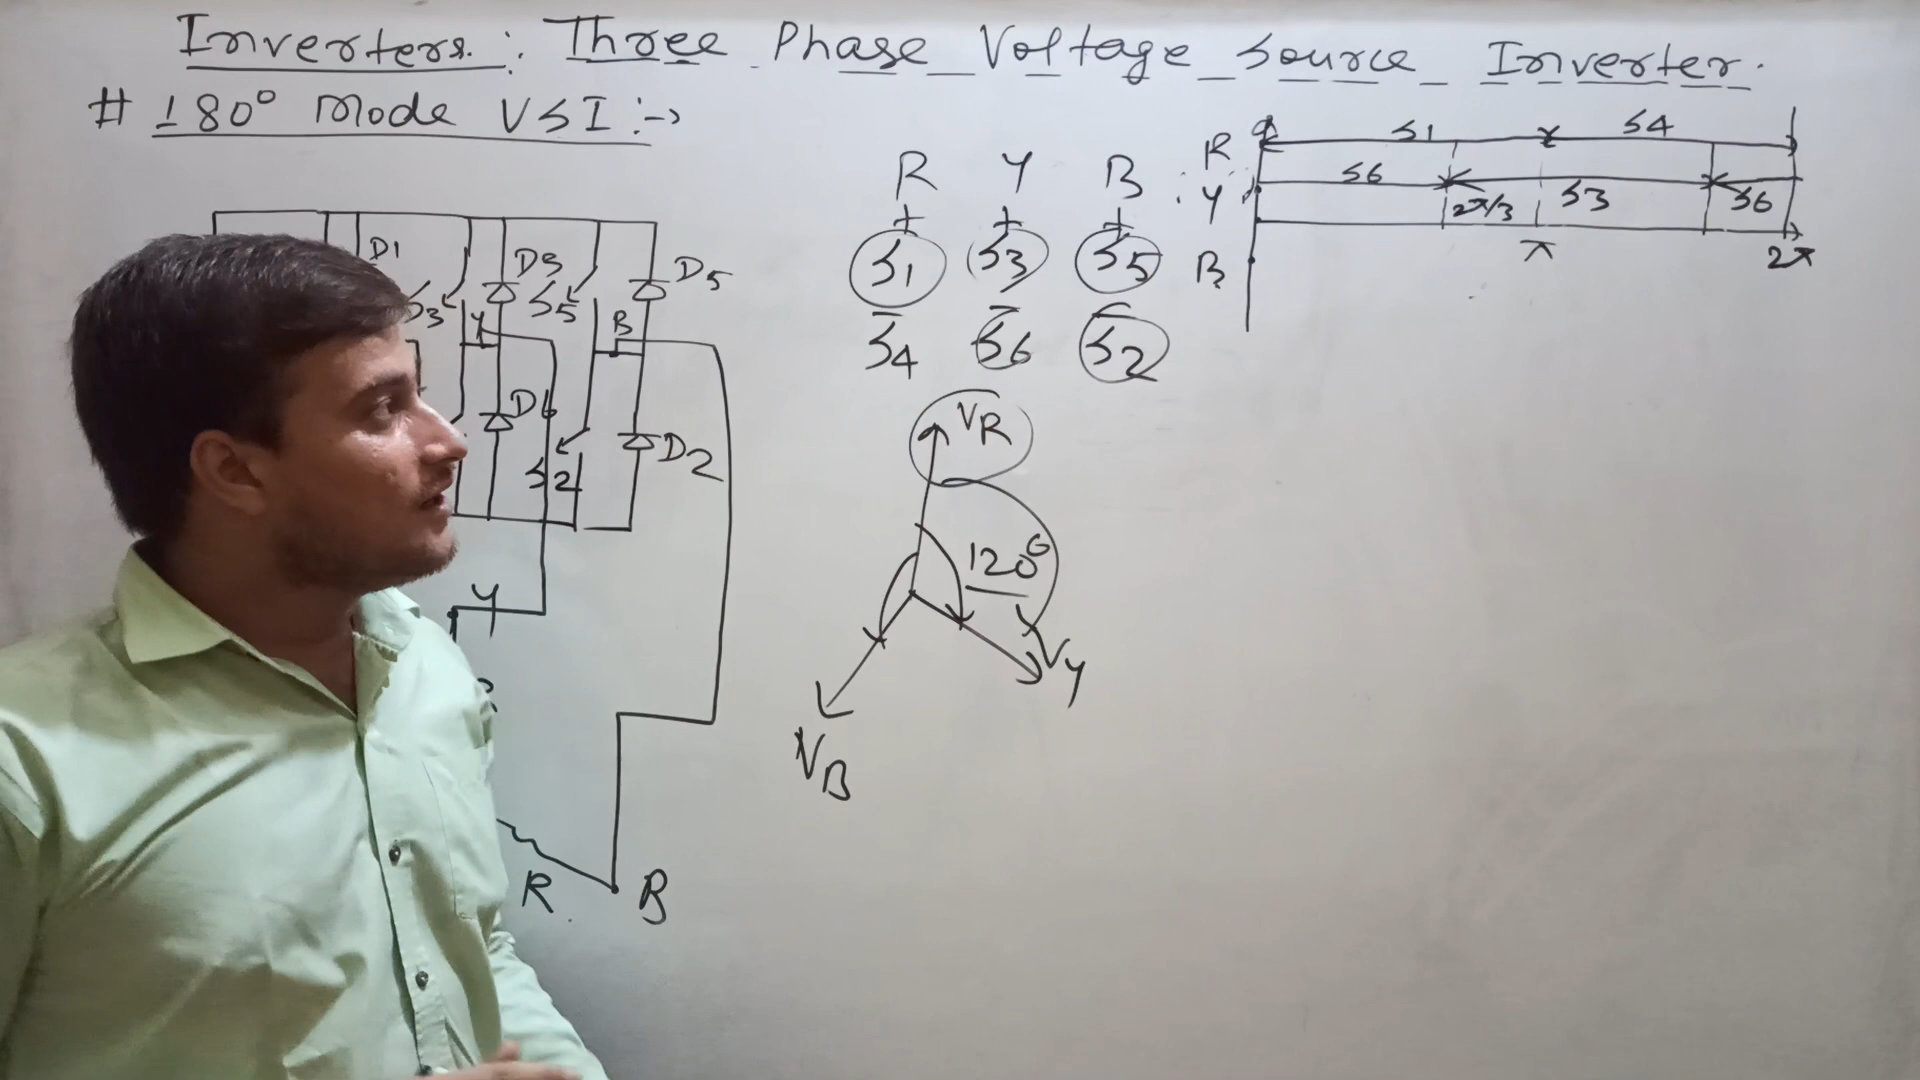 Inverters : Three Phase Voltage Source Inverter.
# 180° Mode VSI :->
R Y B
+ + +
S1 S3 S5
- - -
S4 S6 S2
R S1 S4
Y S6 2π/3 S3 S6
π 2π
B
D1
S3 D3 S5 D5
Y B
D6 S2 D2
Y
R B
VR
120°
VY
VB